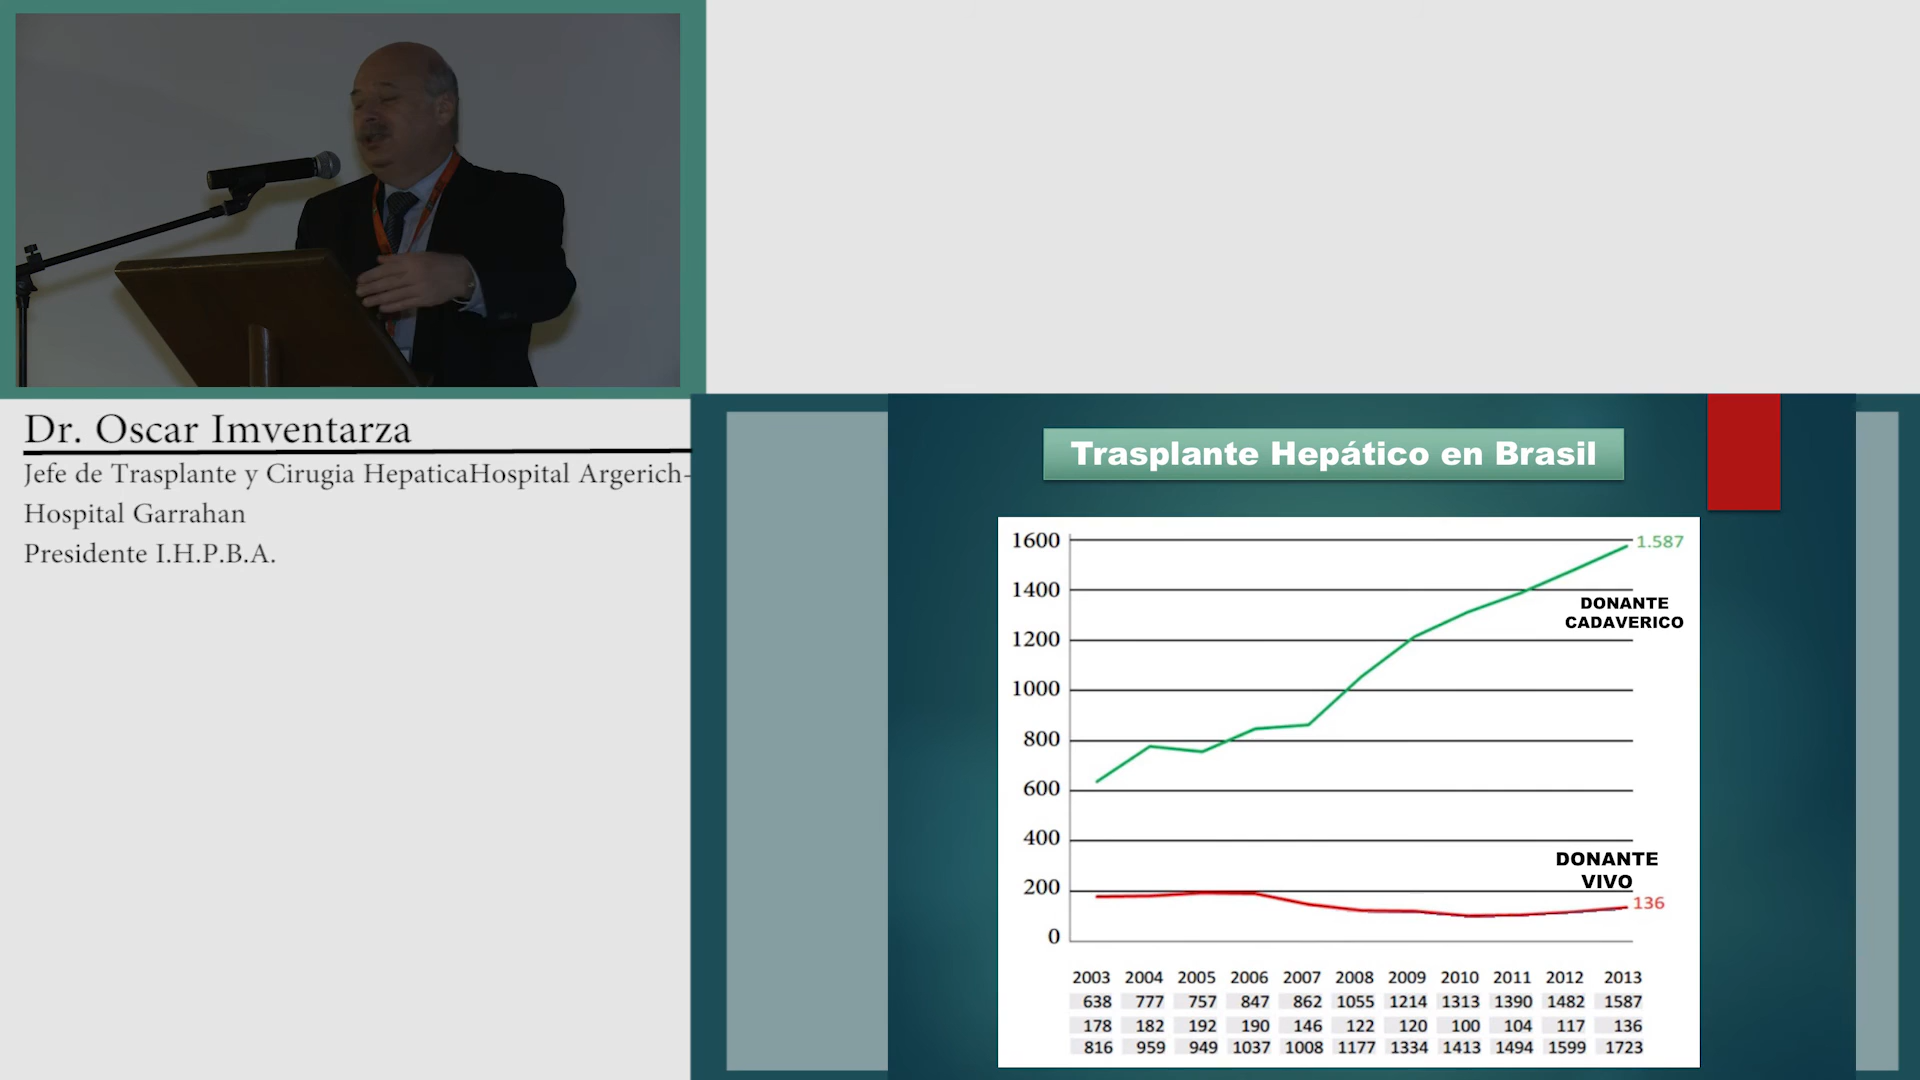 Dr. Oscar Imventarza
Jefe de Trasplante y Cirugia HepaticaHospital Argerich-
Hospital Garrahan
Presidente I.H.P.B.A.
Trasplante Hepático en Brasil
1600
1400
1200
1000
800
600
400
200
0
1.587
DONANTE
CADAVERICO
DONANTE
VIVO
136
2003 2004 2005 2006 2007 2008 2009 2010 2011 2012 2013
638 777 757 847 862 1055 1214 1313 1390 1482 1587
178 182 192 190 146 122 120 100 104 117 136
816 959 949 1037 1008 1177 1334 1413 1494 1599 1723